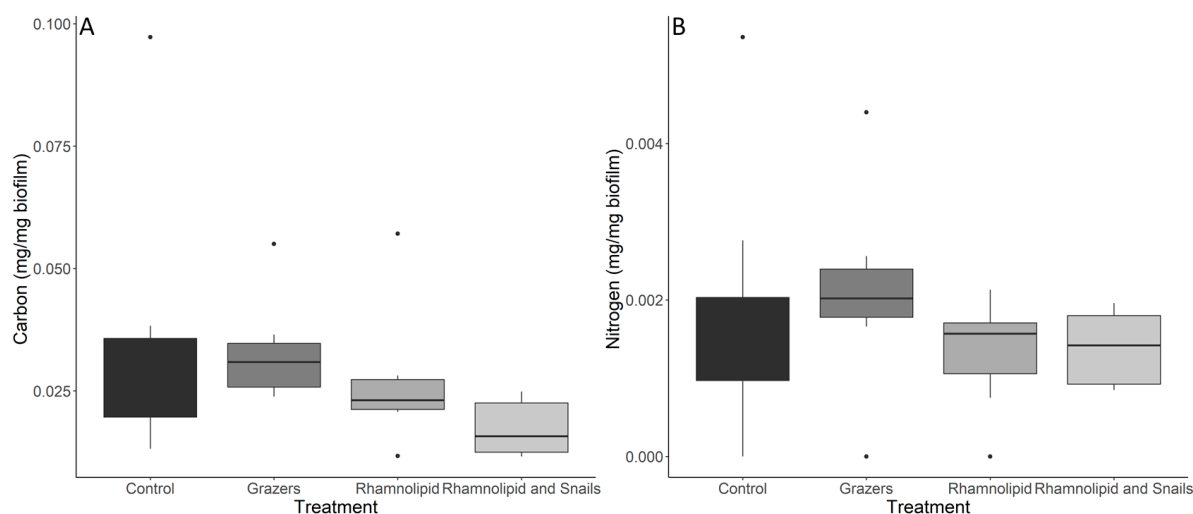 A
Carbon (mg/mg biofilm)
0.100
0.075
0.050
0.025
Control Grazers Rhamnolipid Rhamnolipid and Snails
Treatment
B
Nitrogen (mg/mg biofilm)
0.004
0.002
0.000
Control Grazers Rhamnolipid Rhamnolipid and Snails
Treatment